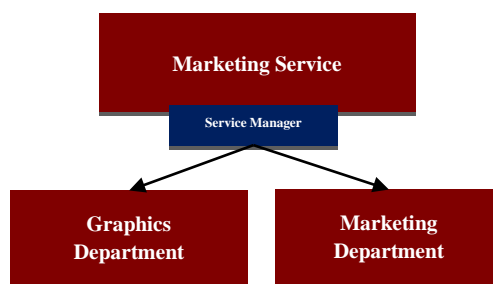 Marketing Service
Service Manager
Graphics
Department
Marketing
Department